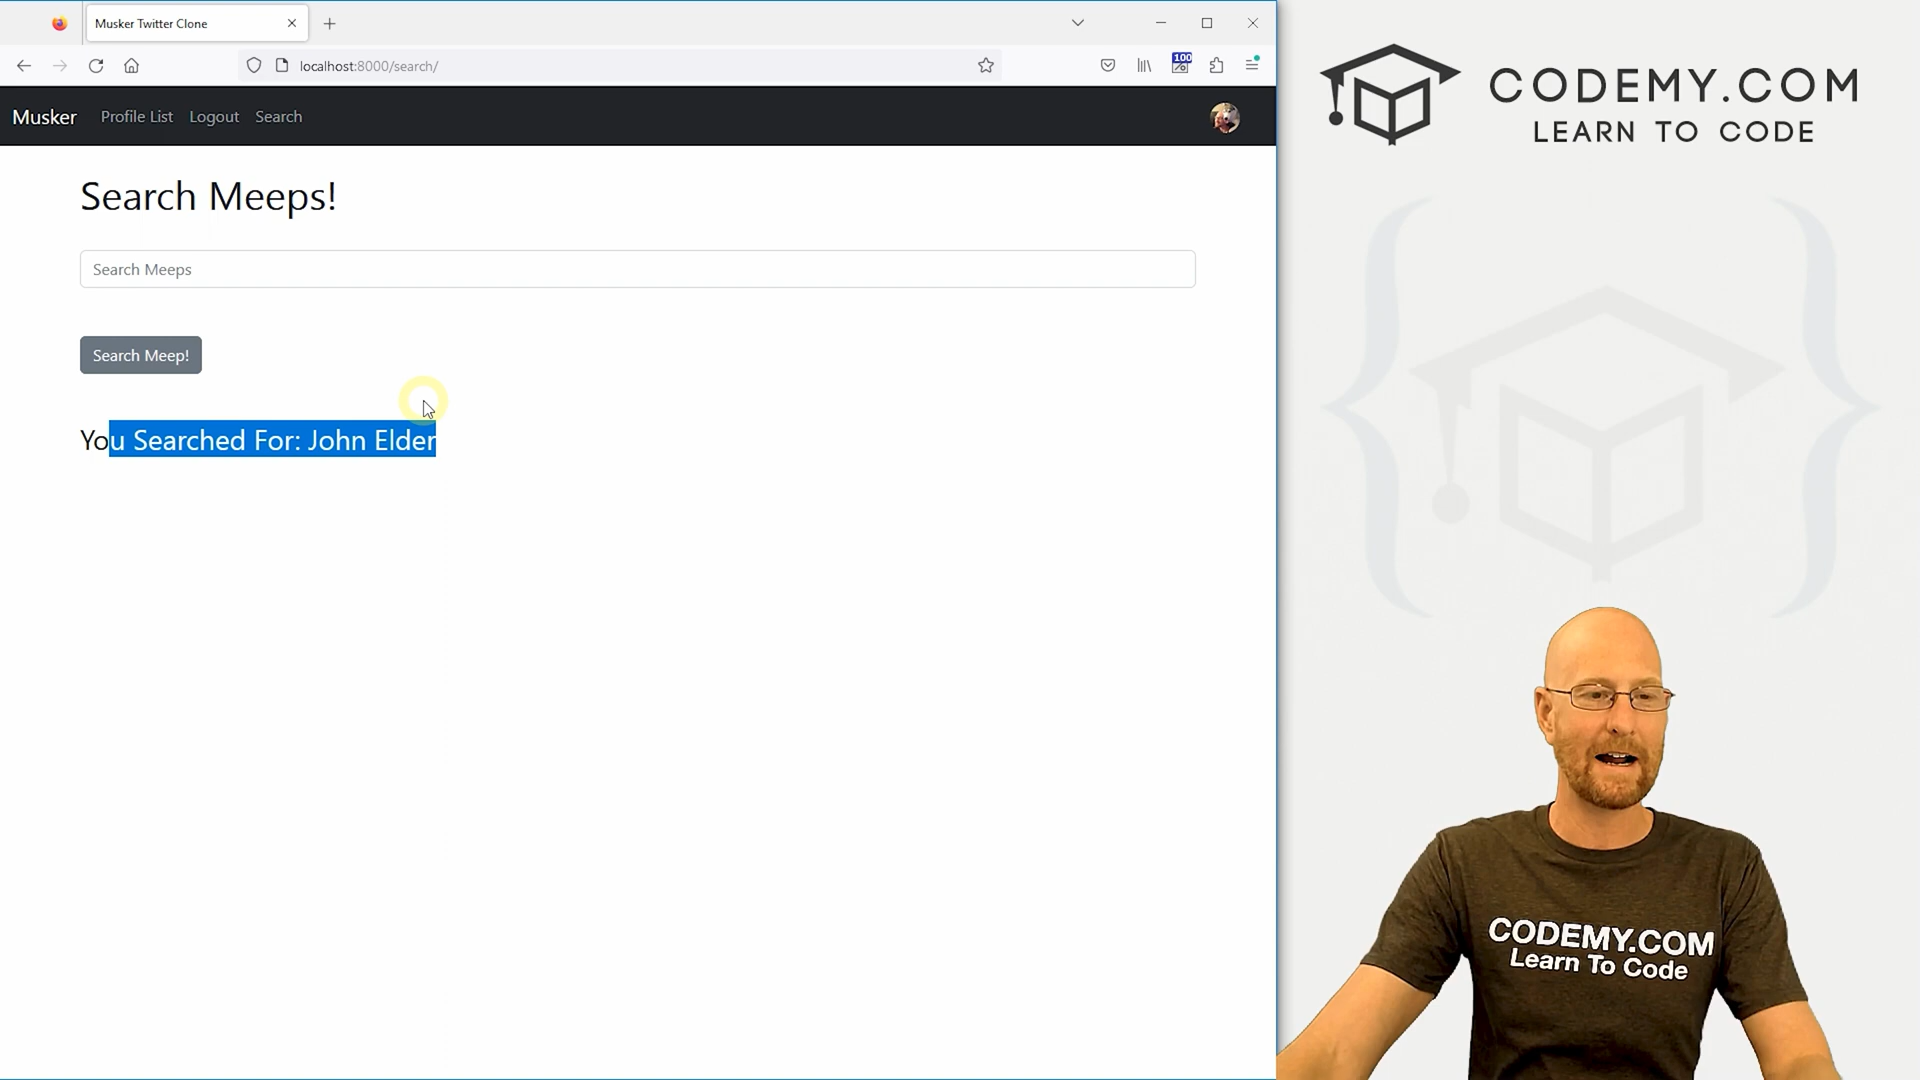 Musker Twitter Clone
localhost:8000/search/
100
Musker
Profile List
Logout
Search
Search Meeps!
Search Meeps
Search Meep!
You Searched For: John Elder
CODEMY.COM
LEARN TO CODE
CODEMY.COM
Learn To Code